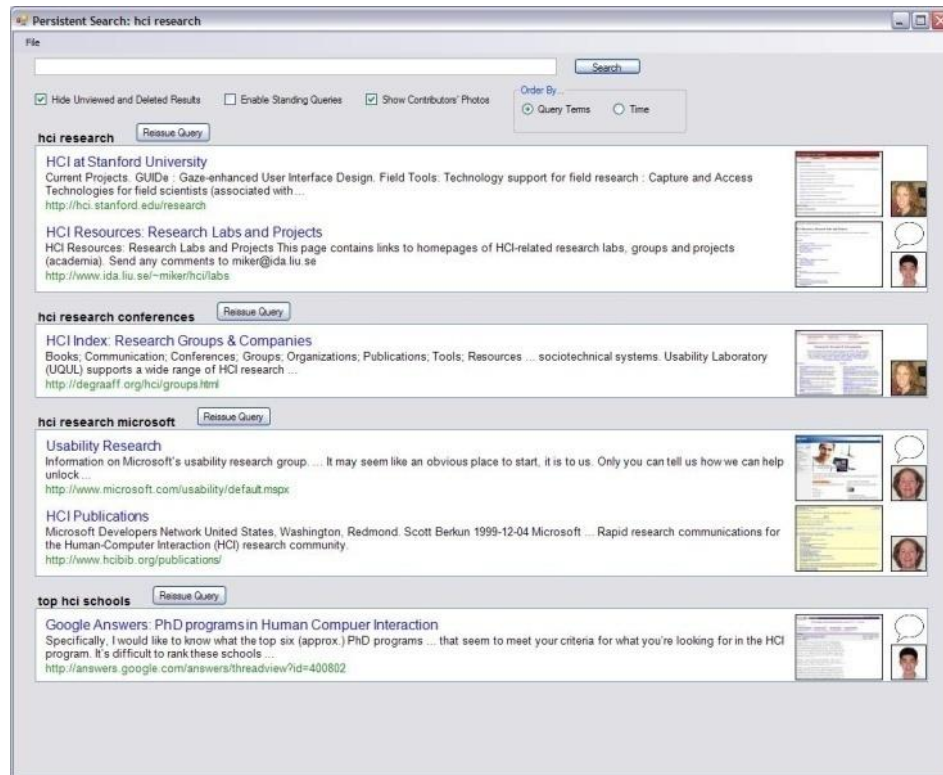 Persistent Search: hci research
File
Search
Hide Unviewed and Deleted Results
Enable Standing Queries
Show Contributors' Photos
Order By...
Query Terms
Time
hci research
Reissue Query
HCI at Stanford University
Current Projects. GUIDe : Gaze-enhanced User Interface Design. Field Tools: Technology support for field research : Capture and Access
Technologies for field scientists (associated with ...
http://hci.stanford.edu/research
HCI Resources: Research Labs and Projects
HCI Resources: Research Labs and Projects This page contains links to homepages of HCI-related research labs, groups and projects
(academia). Send any comments to miker@ida.liu.se
http://www.ida.liu.se/~miker/hci/labs
hci research conferences
Reissue Query
HCI Index: Research Groups & Companies
Books; Communication; Conferences; Groups; Organizations; Publications; Tools; Resources ... sociotechnical systems. Usability Laboratory
(UQUL) supports a wide range of HCI research ...
http://degraaff.org/hci/groups.html
hci research microsoft
Reissue Query
Usability Research
Information on Microsoft's usability research group. ... It may seem like an obvious place to start, it is to us. Only you can tell us how we can help
unlock ...
http://www.microsoft.com/usability/default.mspx
HCI Publications
Microsoft Developers Network United States, Washington, Redmond. Scott Berkun 1999-12-04 Microsoft ... Rapid research communications for
the Human-Computer Interaction (HCI) research community.
http://www.hcibib.org/publications/
top hci schools
Reissue Query
Google Answers: PhD programs in Human Compuer Interaction
Specifically, I would like to know what the top six (approx.) PhD programs ... that seem to meet your criteria for what you're looking for in the HCI
program. It's difficult to rank these schools ...
http://answers.google.com/answers/threadview?id=400802